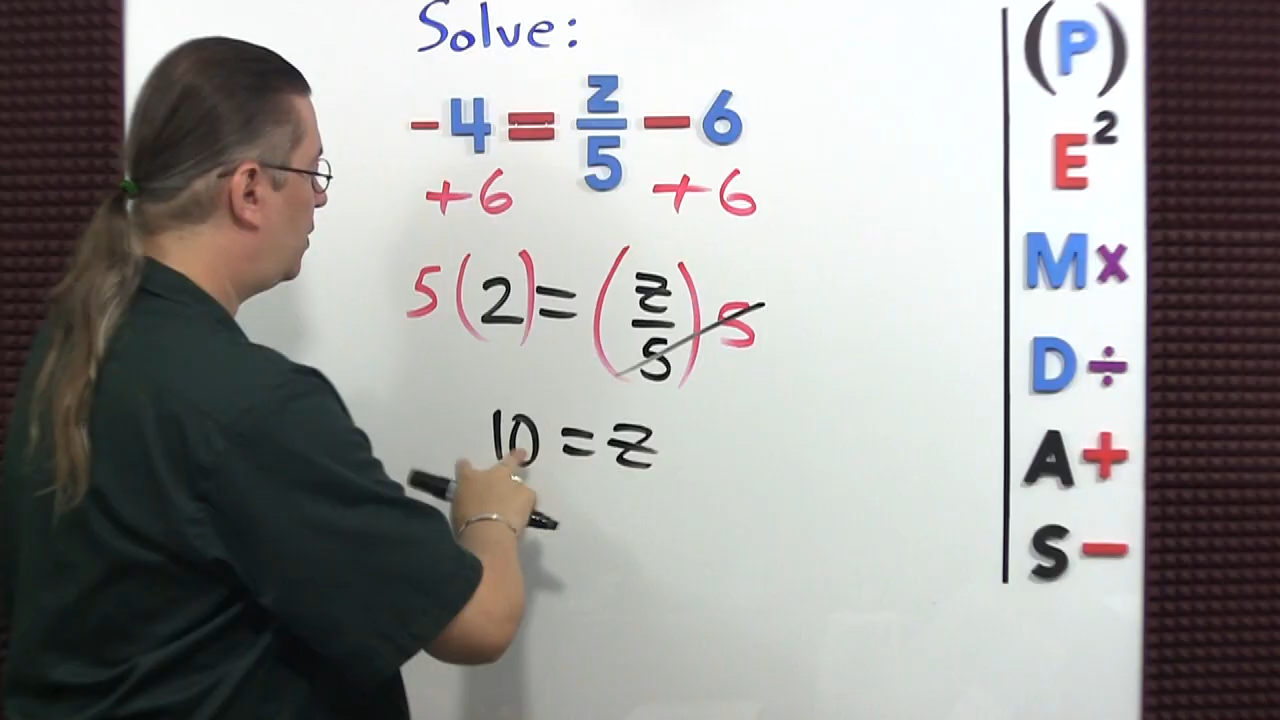 Solve:
-4 = z/5 - 6
+6 +6
5(2) = (z/5)5
10 = z
(P)
E²
M×
D÷
A+
S−